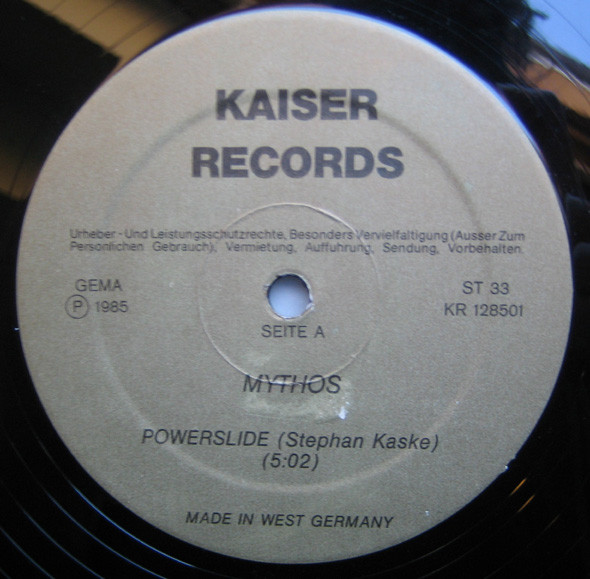 KAISER
RECORDS
Urheber-Und Leistungsschutzrechte, Besonders Vervielfaltigung (Ausser Zum
Personlichen Gebrauch), Vermietung, Auffuhrung, Sendung, Vorbehalten.
GEMA
ST 33
Ⓟ 1985
KR 128501
SEITE A
MYTHOS
POWERSLIDE (Stephan Kaske)
(5:02)
MADE IN WEST GERMANY